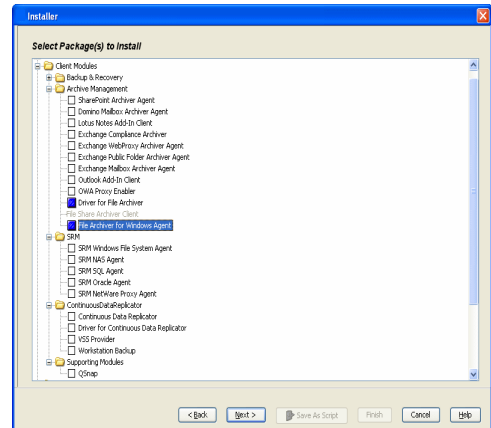 Installer
Select Package(s) to Install
Client Modules
Backup & Recovery
Archive Management
SharePoint Archiver Agent
Domino Mailbox Archiver Agent
Lotus Notes Add-In Client
Exchange Compliance Archiver
Exchange WebProxy Archiver Agent
Exchange Public Folder Archiver Agent
Exchange Mailbox Archiver Agent
Outlook Add-In Client
OWA Proxy Enabler
Driver for File Archiver
File Share Archiver Client
File Archiver for Windows Agent
SRM
SRM Windows File System Agent
SRM NAS Agent
SRM SQL Agent
SRM Oracle Agent
SRM NetWare Proxy Agent
ContinuousDataReplicator
Continuous Data Replicator
Driver for Continuous Data Replicator
VSS Provider
Workstation Backup
Supporting Modules
QSnap
< Back Next > Save As Script Finish Cancel Help